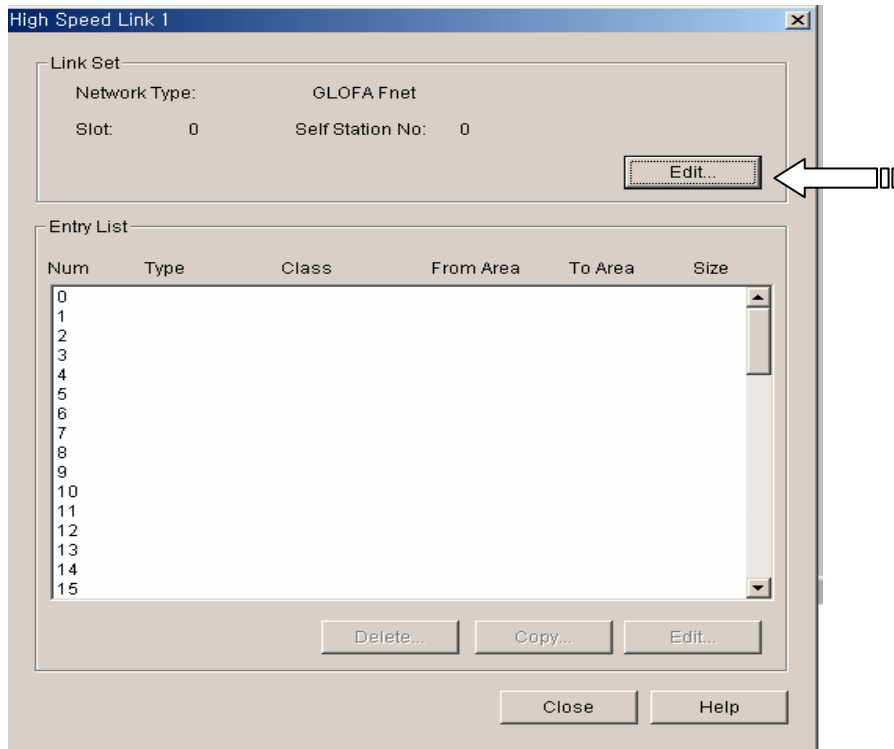 High Speed Link 1
Link Set
Network Type: GLOFA Fnet
Slot: 0 Self Station No: 0
Edit...
Entry List
Num Type Class From Area To Area Size
0
1
2
3
4
5
6
7
8
9
10
11
12
13
14
15
Delete... Copy... Edit...
Close Help